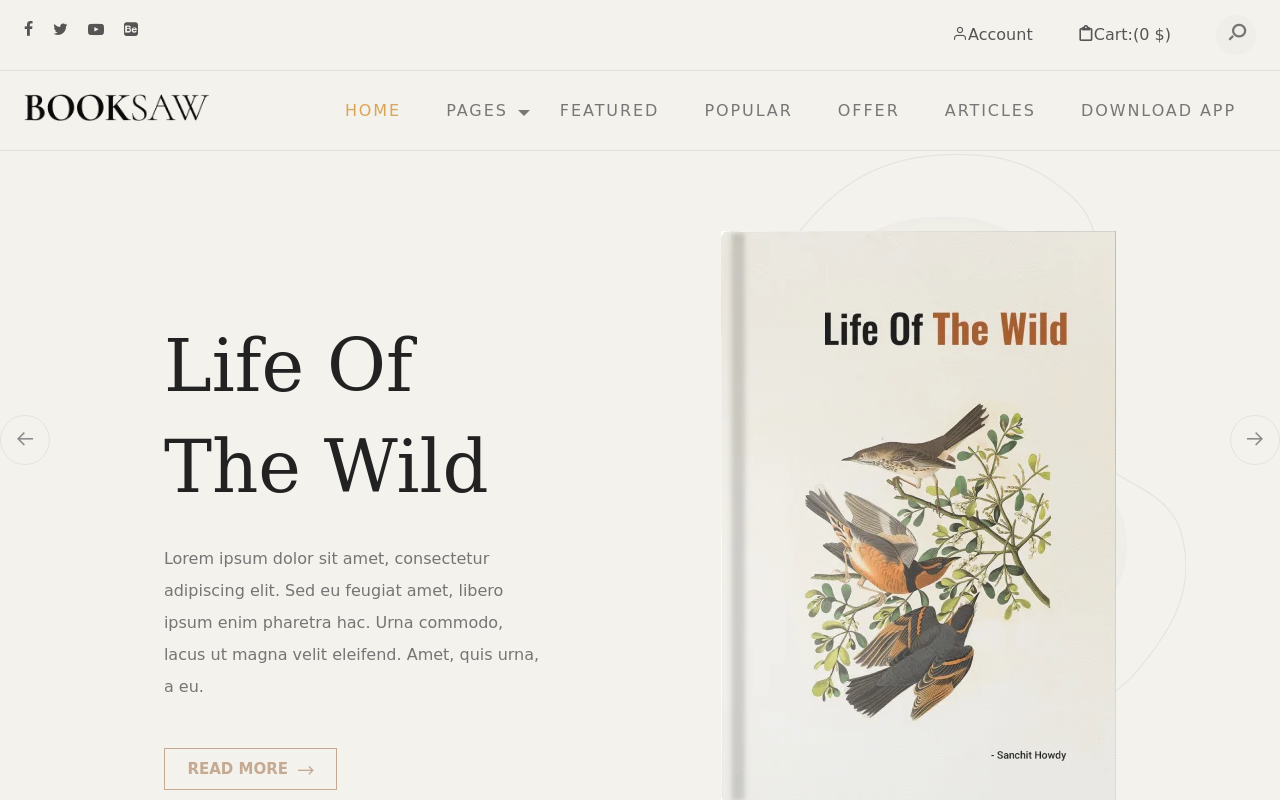 Account
Cart:(0 $)
BOOKSAW
HOME
PAGES
FEATURED
POPULAR
OFFER
ARTICLES
DOWNLOAD APP
Life Of
The Wild
Lorem ipsum dolor sit amet, consectetur
adipiscing elit. Sed eu feugiat amet, libero
ipsum enim pharetra hac. Urna commodo,
lacus ut magna velit eleifend. Amet, quis urna,
a eu.
READ MORE →
Life Of The Wild
- Sanchit Howdy